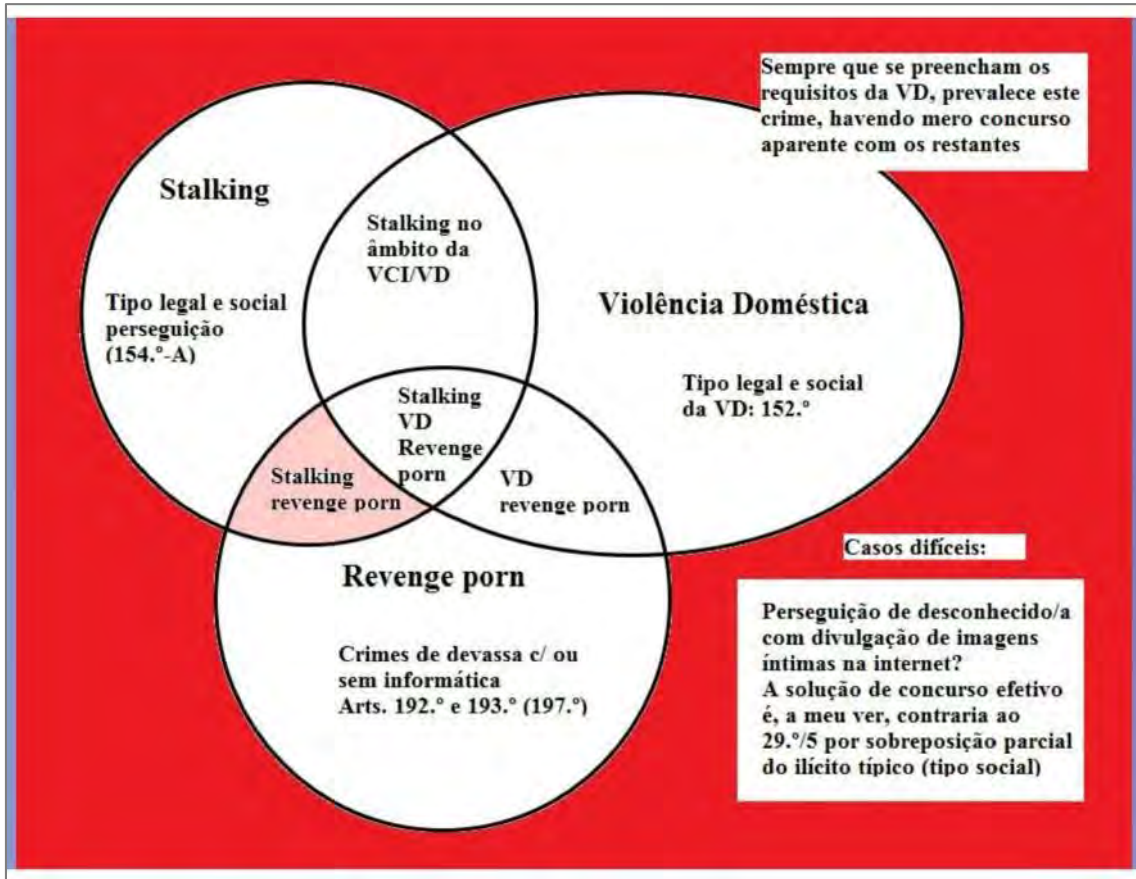 Sempre que se preencham os
requisitos da VD, prevalece este
crime, havendo mero concurso
aparente com os restantes
Stalking
Stalking no
âmbito da
VCI/VD
Tipo legal e social
perseguição
(154.º-A)
Violência Doméstica
Tipo legal e social
da VD: 152.º
Stalking
VD
Revenge
porn
Stalking
revenge porn
VD
revenge porn
Revenge porn
Crimes de devassa c/ ou
sem informática
Arts. 192.º e 193.º (197.º)
Casos difíceis:
Perseguição de desconhecido/a
com divulgação de imagens
íntimas na internet?
A solução de concurso efetivo
é, a meu ver, contraria ao
29.º/5 por sobreposição parcial
do ilícito típico (tipo social)